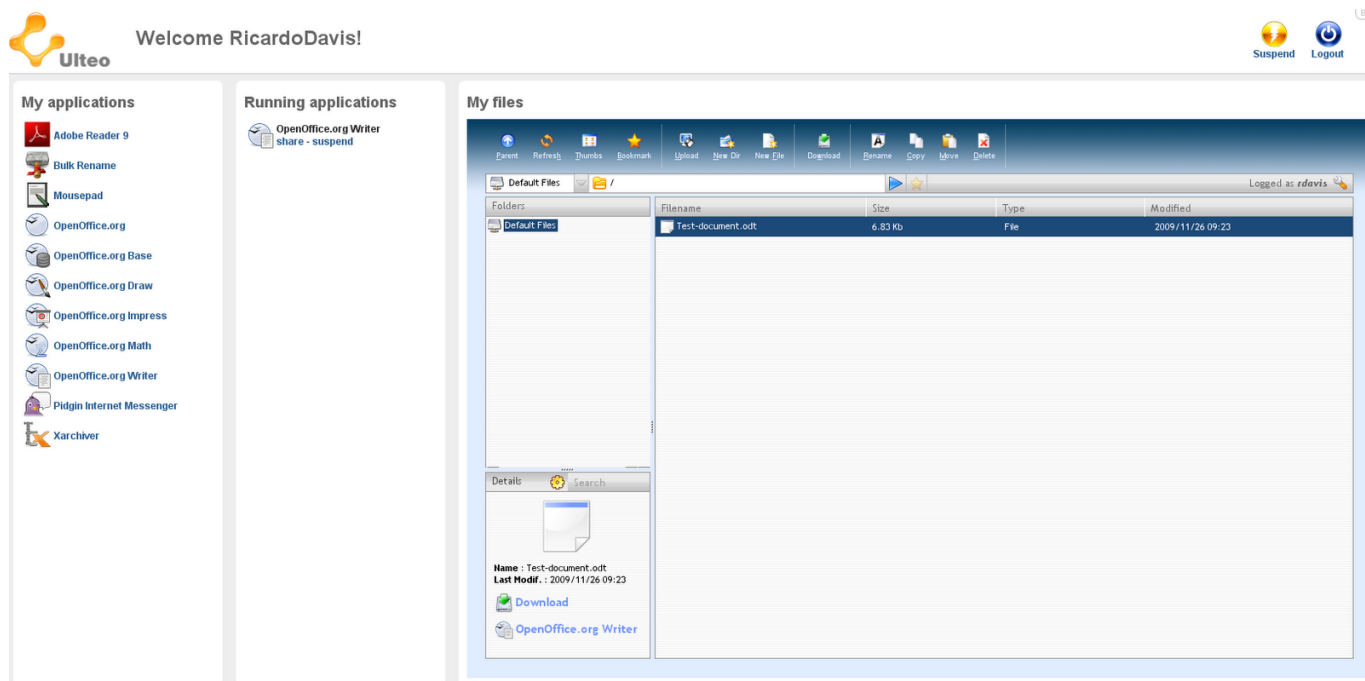 Ulteo
Welcome RicardoDavis!
Suspend
Logout
My applications
Adobe Reader 9
Bulk Rename
Mousepad
OpenOffice.org
OpenOffice.org Base
OpenOffice.org Draw
OpenOffice.org Impress
OpenOffice.org Math
OpenOffice.org Writer
Pidgin Internet Messenger
Xarchiver
Running applications
OpenOffice.org Writer
share - suspend
My files
Parent Refresh Thumbs Bookmark Upload New Dir New File Download Rename Copy Move Delete
Default Files / Logged as rdavis
Folders
Default Files
Filename Size Type Modified
Test-document.odt 6.83 Kb File 2009/11/26 09:23
Details Search
Name : Test-document.odt
Last Modif. : 2009/11/26 09:23
Download
OpenOffice.org Writer